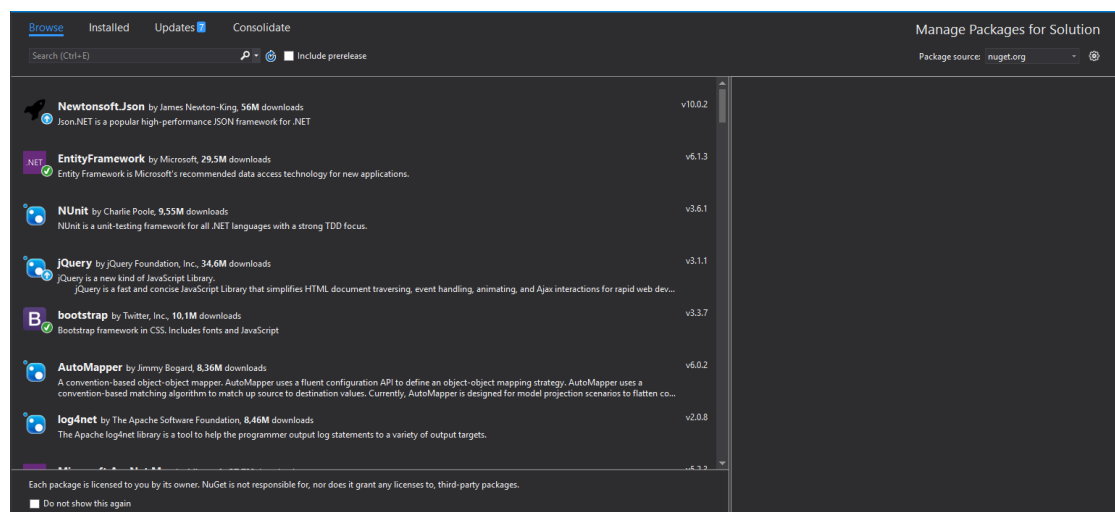 Browse Installed Updates 7 Consolidate
Manage Packages for Solution
Search (Ctrl+E)
Include prerelease
Package source: nuget.org
Newtonsoft.Json by James Newton-King, 56M downloads
v10.0.2
Json.NET is a popular high-performance JSON framework for .NET
.NET
EntityFramework by Microsoft, 29,5M downloads
v6.1.3
Entity Framework is Microsoft's recommended data access technology for new applications.
NUnit by Charlie Poole, 9,55M downloads
v3.6.1
NUnit is a unit-testing framework for all .NET languages with a strong TDD focus.
jQuery by jQuery Foundation, Inc., 34,6M downloads
v3.1.1
jQuery is a new kind of JavaScript Library.
jQuery is a fast and concise JavaScript Library that simplifies HTML document traversing, event handling, animating, and Ajax interactions for rapid web dev...
B
bootstrap by Twitter, Inc., 10,1M downloads
v3.3.7
Bootstrap framework in CSS. Includes fonts and JavaScript
AutoMapper by Jimmy Bogard, 8,36M downloads
v6.0.2
A convention-based object-object mapper. AutoMapper uses a fluent configuration API to define an object-object mapping strategy. AutoMapper uses a
convention-based matching algorithm to match up source to destination values. Currently, AutoMapper is designed for model projection scenarios to flatten co...
log4net by The Apache Software Foundation, 8,46M downloads
v2.0.8
The Apache log4net library is a tool to help the programmer output log statements to a variety of output targets.
Each package is licensed to you by its owner. NuGet is not responsible for, nor does it grant any licenses to, third-party packages.
Do not show this again